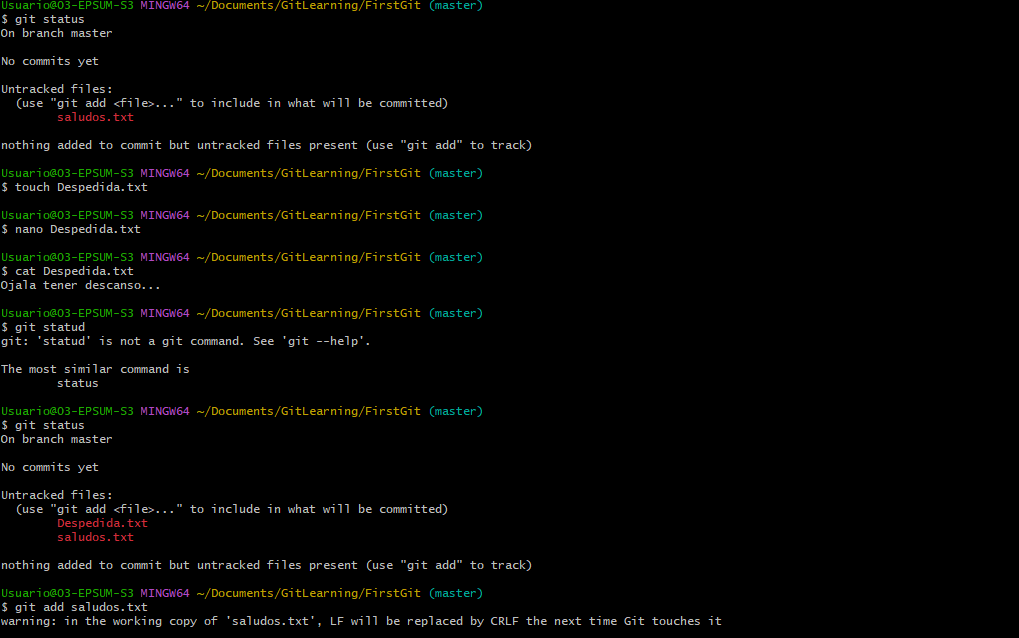 Usuario@O3-EPSUM-S3 MINGW64 ~/Documents/GitLearning/FirstGit (master)
$ git status
On branch master
No commits yet
Untracked files:
  (use "git add <file>..." to include in what will be committed)
        saludos.txt
nothing added to commit but untracked files present (use "git add" to track)
Usuario@O3-EPSUM-S3 MINGW64 ~/Documents/GitLearning/FirstGit (master)
$ touch Despedida.txt
Usuario@O3-EPSUM-S3 MINGW64 ~/Documents/GitLearning/FirstGit (master)
$ nano Despedida.txt
Usuario@O3-EPSUM-S3 MINGW64 ~/Documents/GitLearning/FirstGit (master)
$ cat Despedida.txt
Ojala tener descanso...
Usuario@O3-EPSUM-S3 MINGW64 ~/Documents/GitLearning/FirstGit (master)
$ git statud
git: 'statud' is not a git command. See 'git --help'.
The most similar command is
        status
Usuario@O3-EPSUM-S3 MINGW64 ~/Documents/GitLearning/FirstGit (master)
$ git status
On branch master
No commits yet
Untracked files:
  (use "git add <file>..." to include in what will be committed)
        Despedida.txt
        saludos.txt
nothing added to commit but untracked files present (use "git add" to track)
Usuario@O3-EPSUM-S3 MINGW64 ~/Documents/GitLearning/FirstGit (master)
$ git add saludos.txt
warning: in the working copy of 'saludos.txt', LF will be replaced by CRLF the next time Git touches it